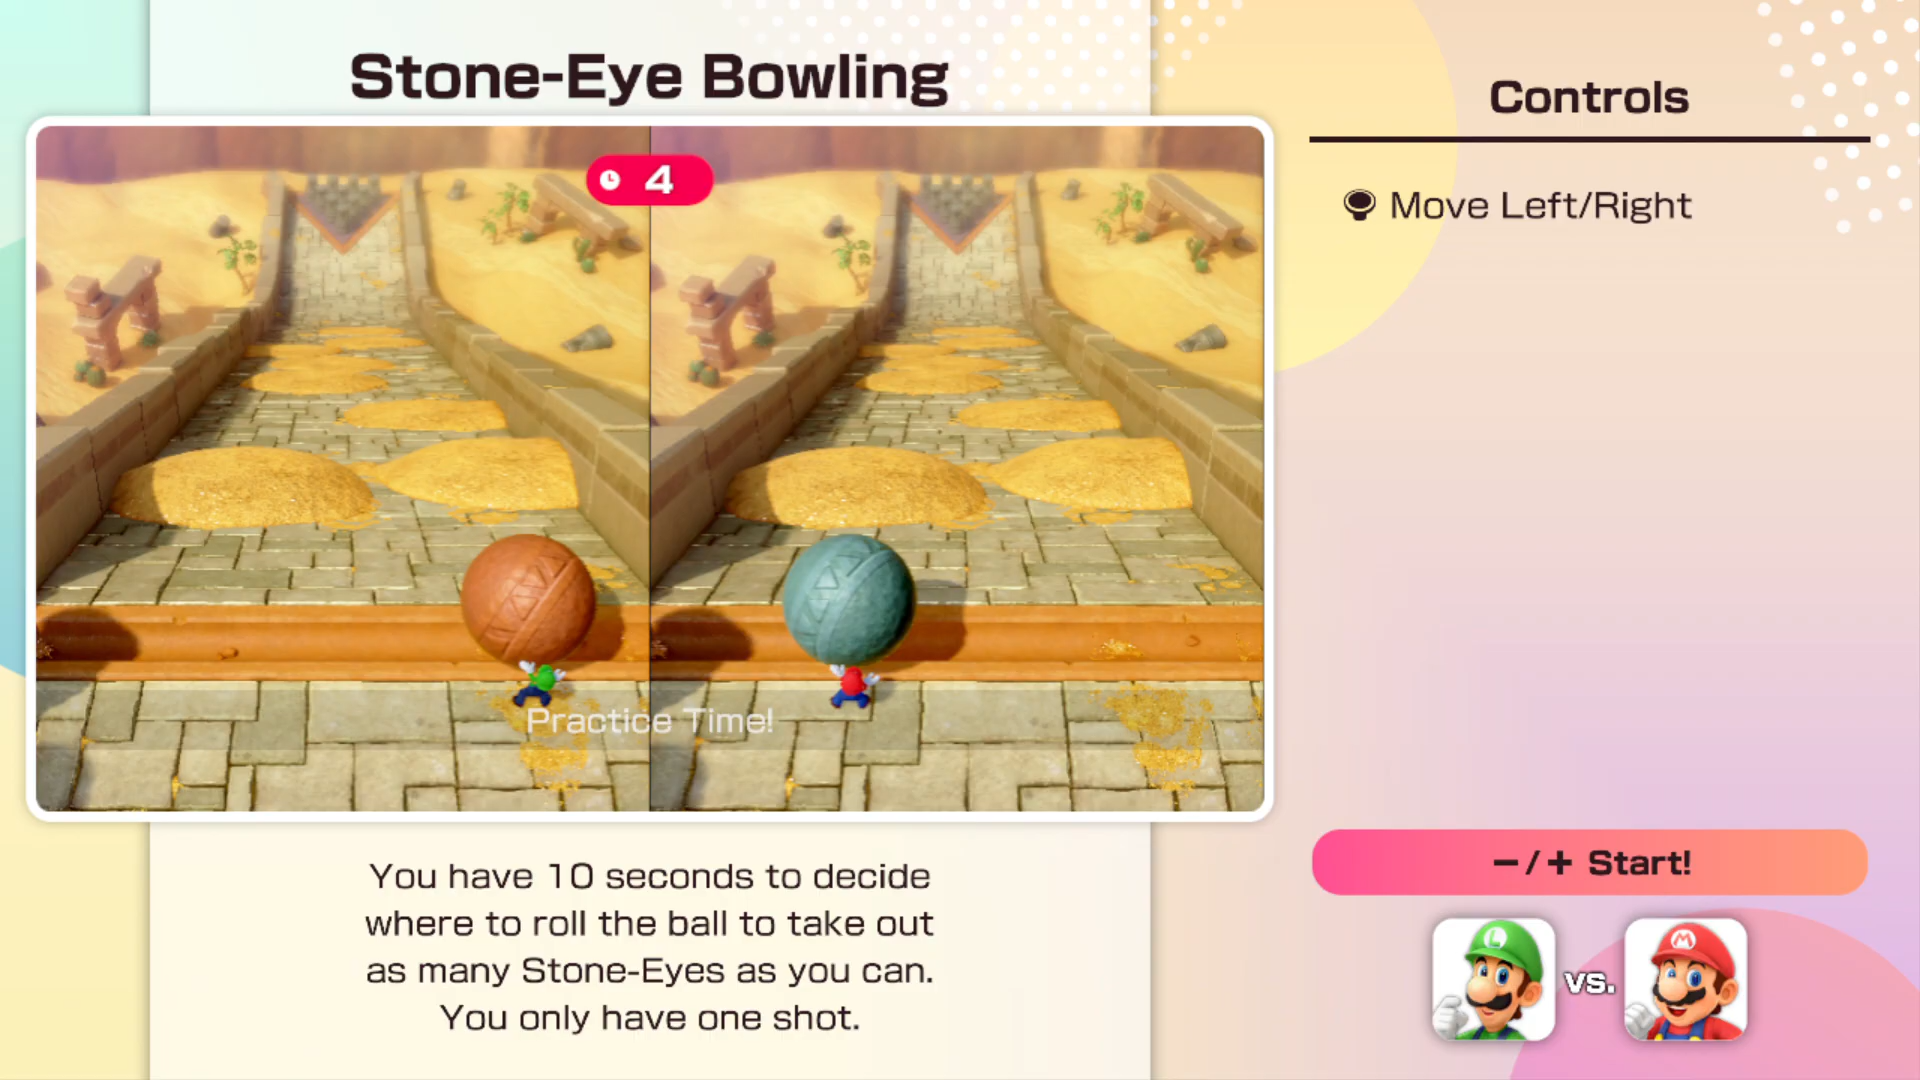 Stone-Eye Bowling
4
Practice Time!
You have 10 seconds to decide
where to roll the ball to take out
as many Stone-Eyes as you can.
You only have one shot.
Controls
Move Left/Right
−/+ Start!
L
vs.
M